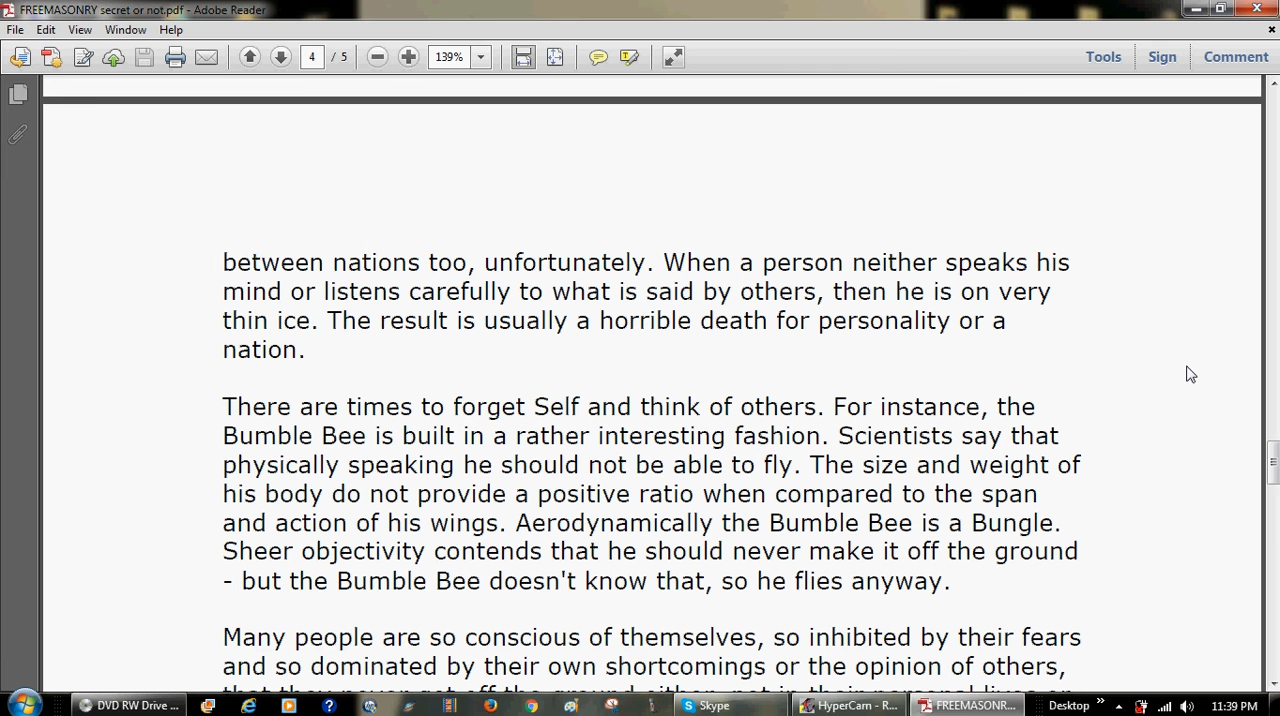 FREEMASONRY secret or not.pdf - Adobe Reader
File Edit View Window Help
4 / 5 139% Tools Sign Comment
between nations too, unfortunately. When a person neither speaks his
mind or listens carefully to what is said by others, then he is on very
thin ice. The result is usually a horrible death for personality or a
nation.
There are times to forget Self and think of others. For instance, the
Bumble Bee is built in a rather interesting fashion. Scientists say that
physically speaking he should not be able to fly. The size and weight of
his body do not provide a positive ratio when compared to the span
and action of his wings. Aerodynamically the Bumble Bee is a Bungle.
Sheer objectivity contends that he should never make it off the ground
- but the Bumble Bee doesn't know that, so he flies anyway.
Many people are so conscious of themselves, so inhibited by their fears
and so dominated by their own shortcomings or the opinion of others,
that they never get off the ground either
DVD RW Drive ... Skype HyperCam - R... FREEMASONR... Desktop 11:39 PM